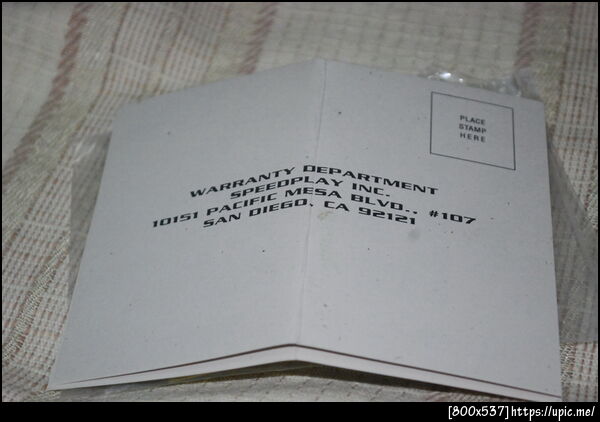 PLACE
STAMP
HERE
WARRANTY DEPARTMENT
SPEEDPLAY INC.
10151 PACIFIC MESA BLVD., #107
SAN DIEGO, CA 92121
[800x537]https://upic.me/